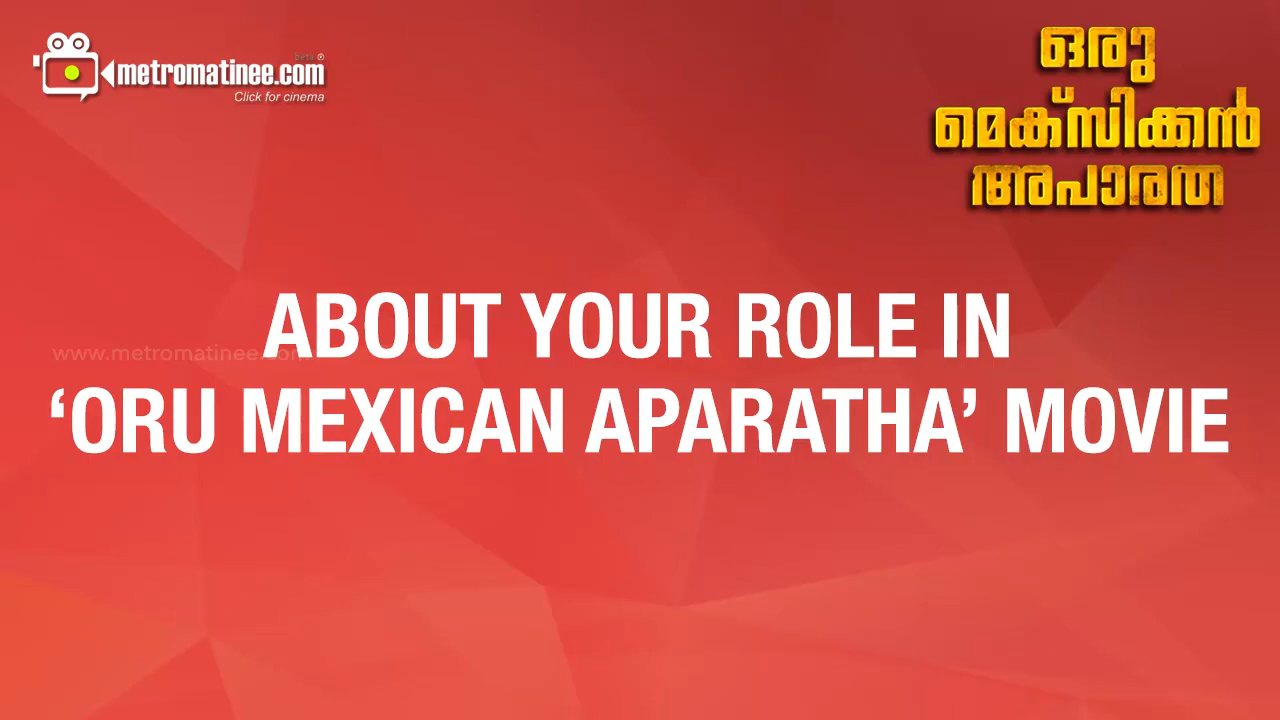 beta ®
metromatinee.com
Click for cinema
ഒരു
മെക്സിക്കൻ
അപാരത
ABOUT YOUR ROLE IN
www.metromatinee.com
‘ORU MEXICAN APARATHA’ MOVIE